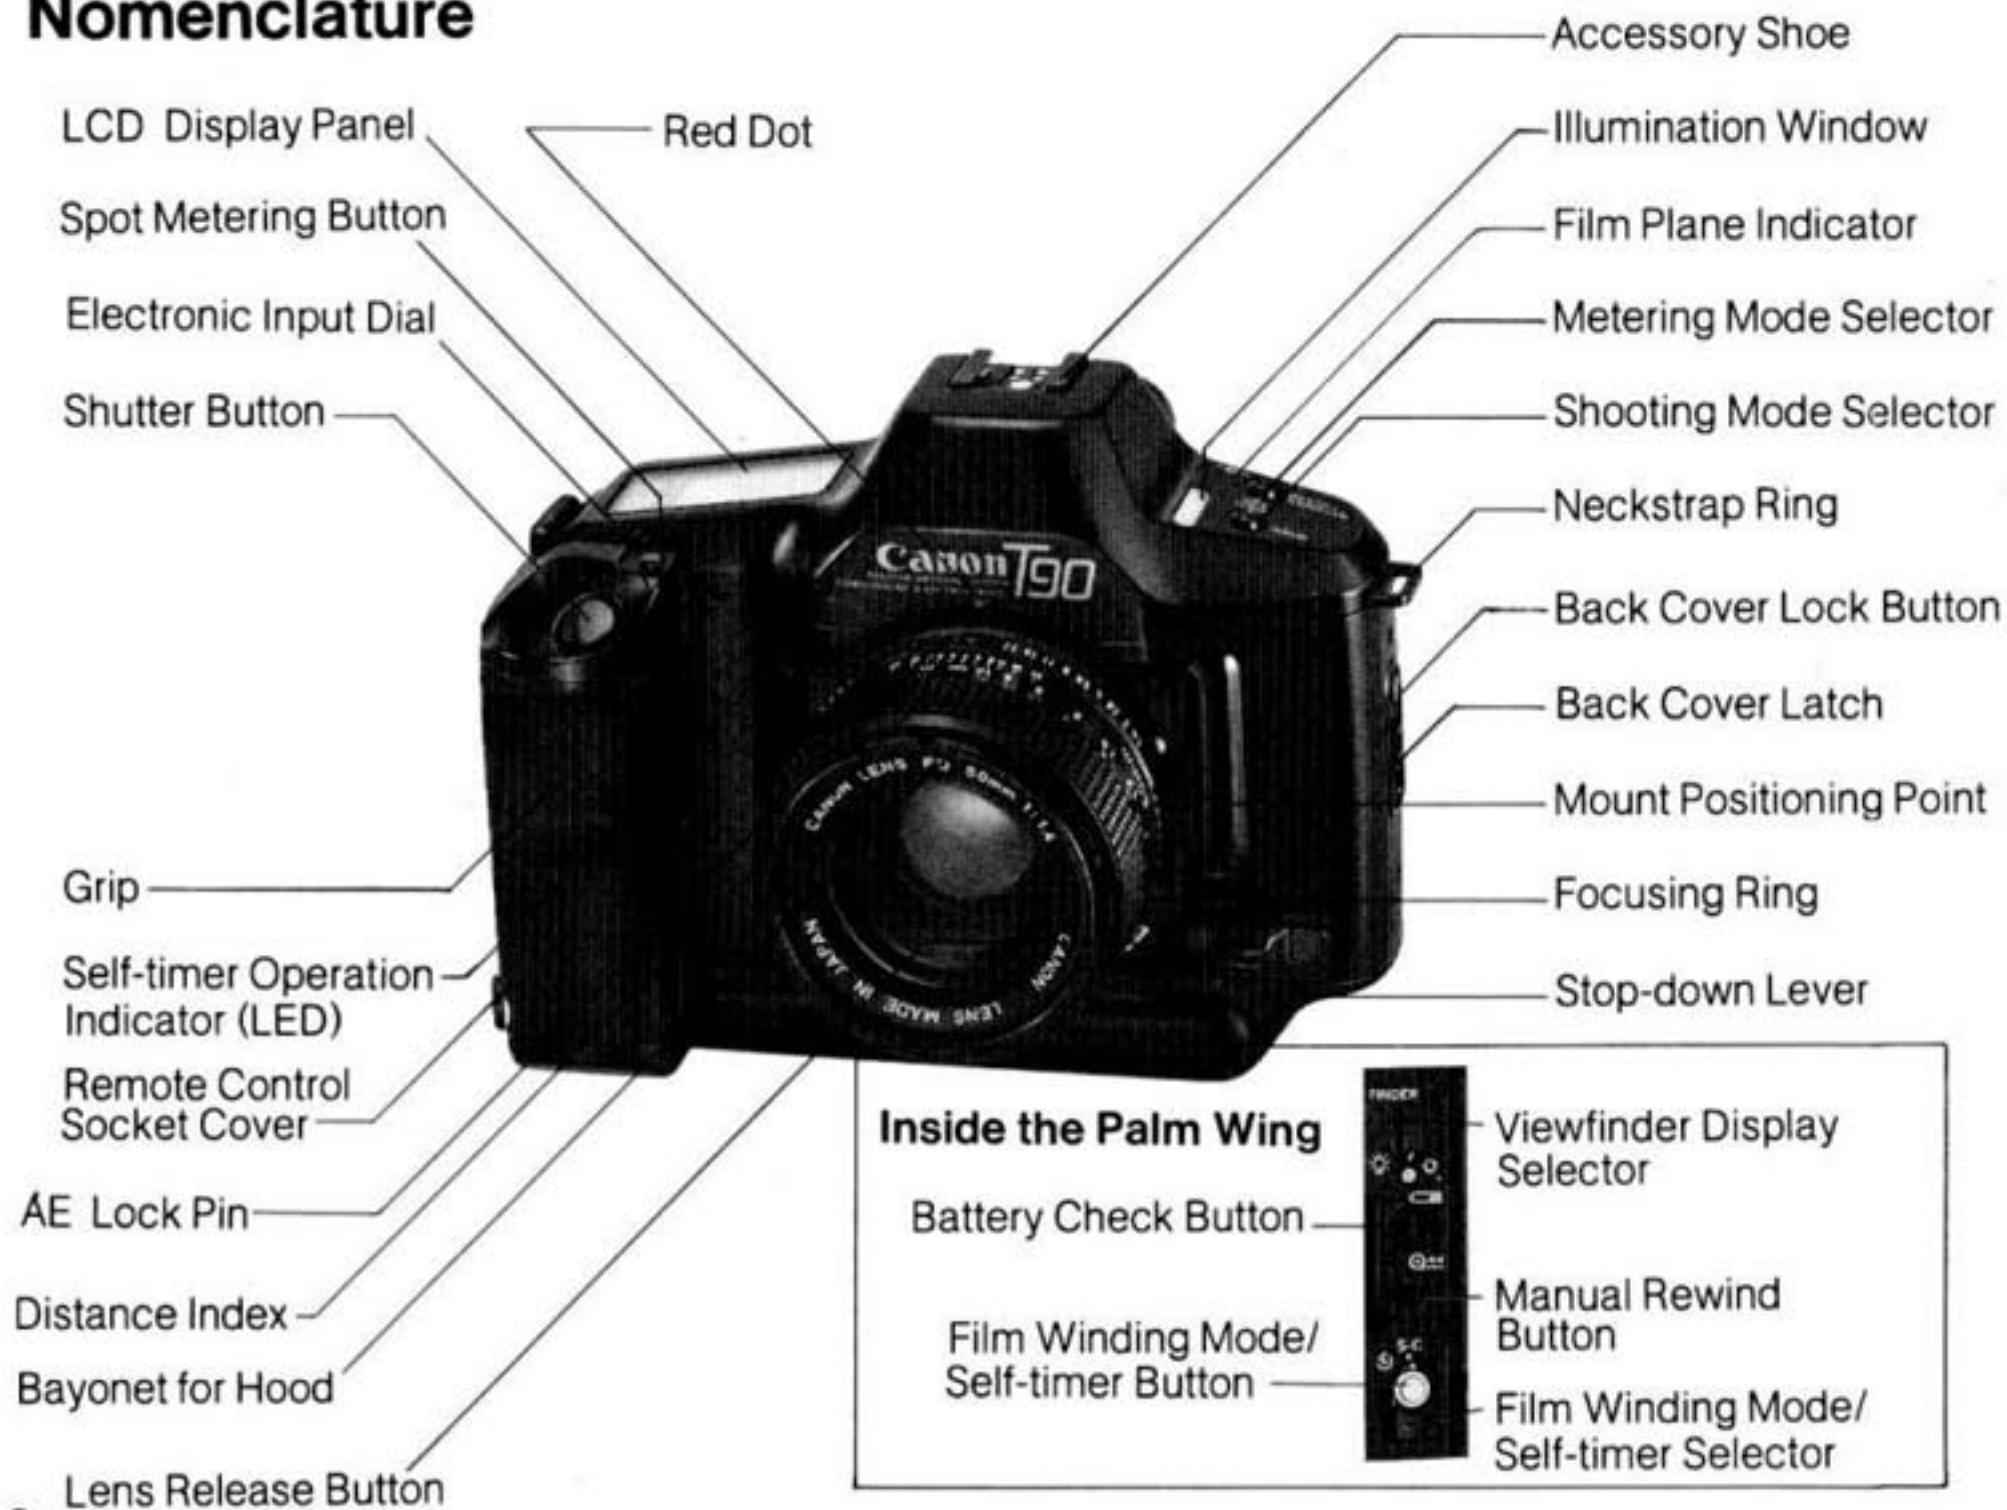 Nomenclature
Accessory Shoe
LCD Display Panel
Red Dot
Illumination Window
Spot Metering Button
Film Plane Indicator
Electronic Input Dial
Metering Mode Selector
Shutter Button
Shooting Mode Selector
Neckstrap Ring
Canon T90
Back Cover Lock Button
Back Cover Latch
CANON LENS FD 50mm 1:1.4
Mount Positioning Point
Grip
Focusing Ring
CANON LENS MADE IN JAPAN
Self-timer Operation
Indicator (LED)
Stop-down Lever
Remote Control
Socket Cover
AE Lock Pin
Distance Index
Bayonet for Hood
Lens Release Button
Inside the Palm Wing
FINDER
Viewfinder Display
Selector
Battery Check Button
Manual Rewind
Button
Film Winding Mode/
Self-timer Button
S-C
Film Winding Mode/
Self-timer Selector